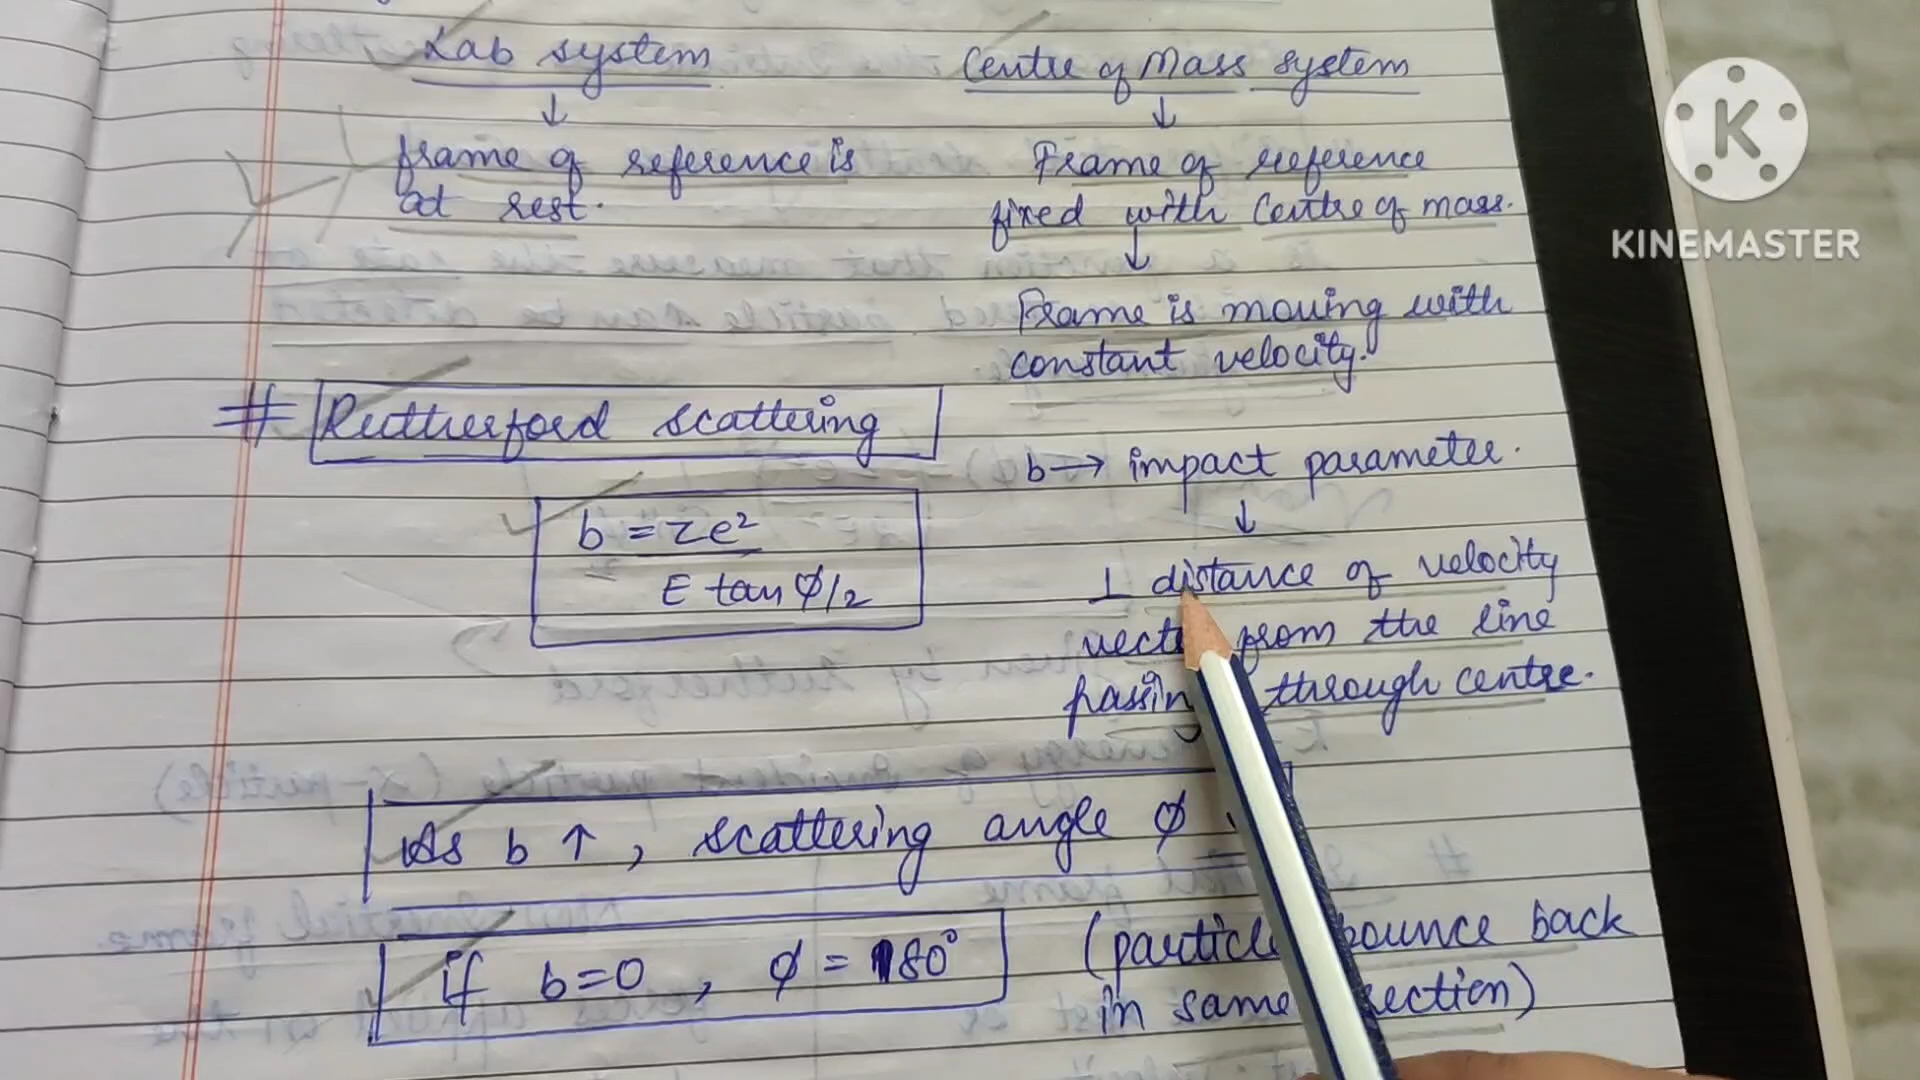 Lab system
↓
frame of reference is
at rest.
Centre of Mass system
↓
Frame of reference
fixed with Centre of mass.
↓
Frame is moving with
constant velocity.
# Rutherford scattering
b = ze²
E tan φ/2
b → impact parameter.
↓
⊥ distance of velocity
from the line
through centre.
As b ↑, scattering angle φ
if b=0, φ = 180°
bounce back
in same
KINEMASTER